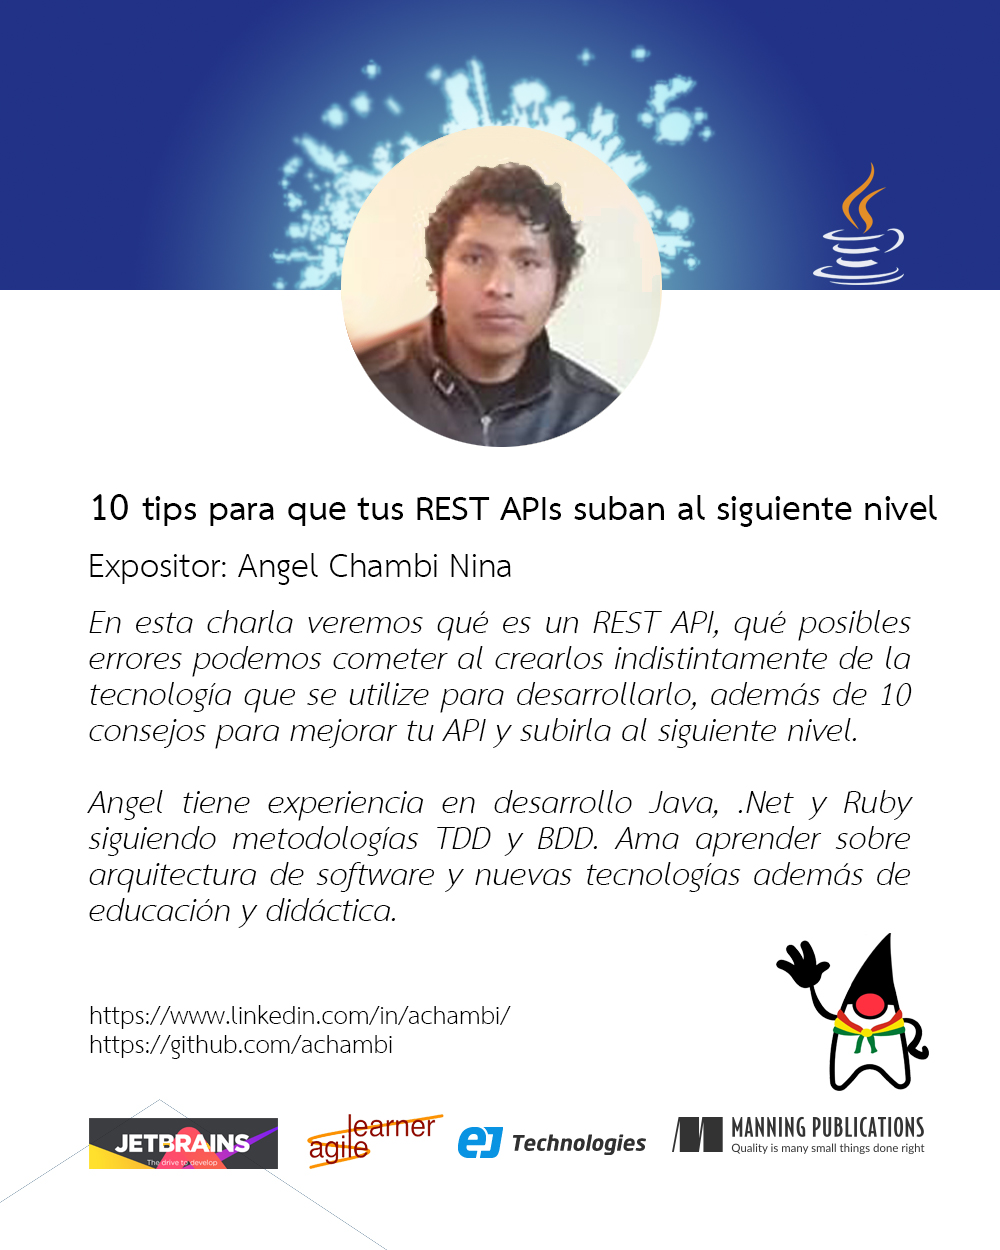 10 tips para que tus REST APIs suban al siguiente nivel
Expositor: Angel Chambi Nina
En esta charla veremos qué es un REST API, qué posibles
errores podemos cometer al crearlos indistintamente de la
tecnología que se utilize para desarrollarlo, además de 10
consejos para mejorar tu API y subirla al siguiente nivel.
Angel tiene experiencia en desarrollo Java, .Net y Ruby
siguiendo metodologías TDD y BDD. Ama aprender sobre
arquitectura de software y nuevas tecnologías además de
educación y didáctica.
https://www.linkedin.com/in/achambi/
https://github.com/achambi
JETBRAINS
The drive to develop
learner
agile
eJ Technologies
MANNING PUBLICATIONS
Quality is many small things done right